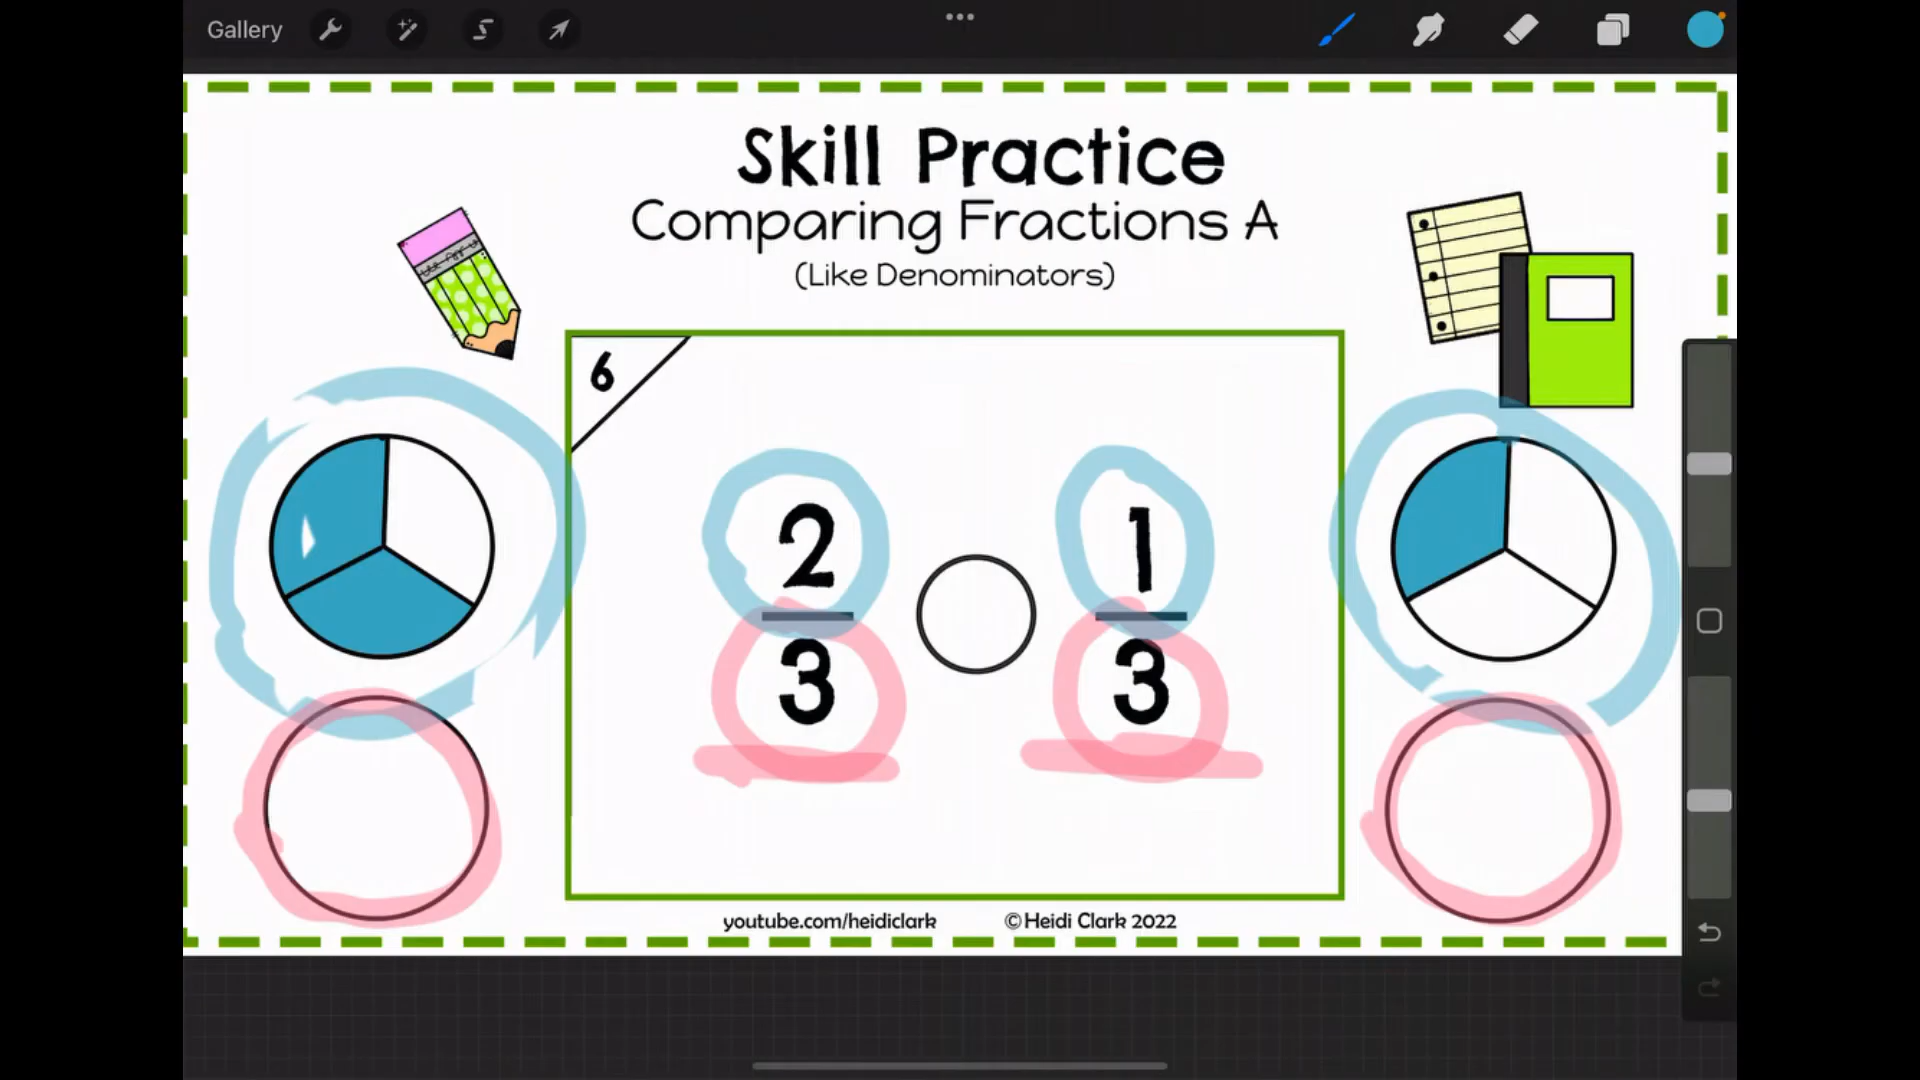 Gallery
Skill Practice
Comparing Fractions A
(Like Denominators)
6
2 1
3 3
youtube.com/heidiclark ©Heidi Clark 2022